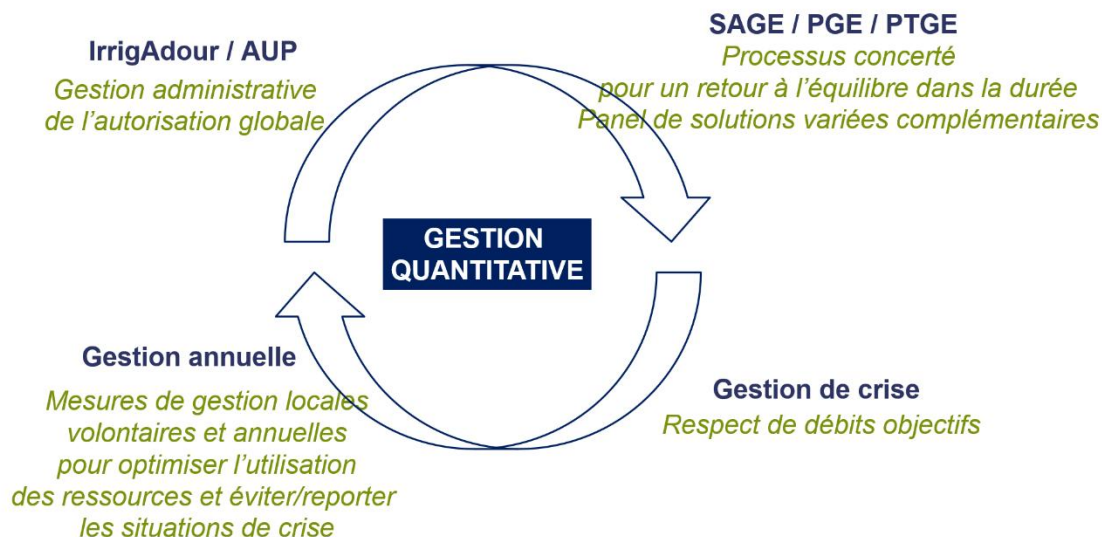 IrrigAdour / AUP
Gestion administrative
de l’autorisation globale
SAGE / PGE / PTGE
Processus concerté
pour un retour à l’équilibre dans la durée
Panel de solutions variées complémentaires
GESTION
QUANTITATIVE
Gestion annuelle
Mesures de gestion locales
volontaires et annuelles
pour optimiser l’utilisation
des ressources et éviter/reporter
les situations de crise
Gestion de crise
Respect de débits objectifs